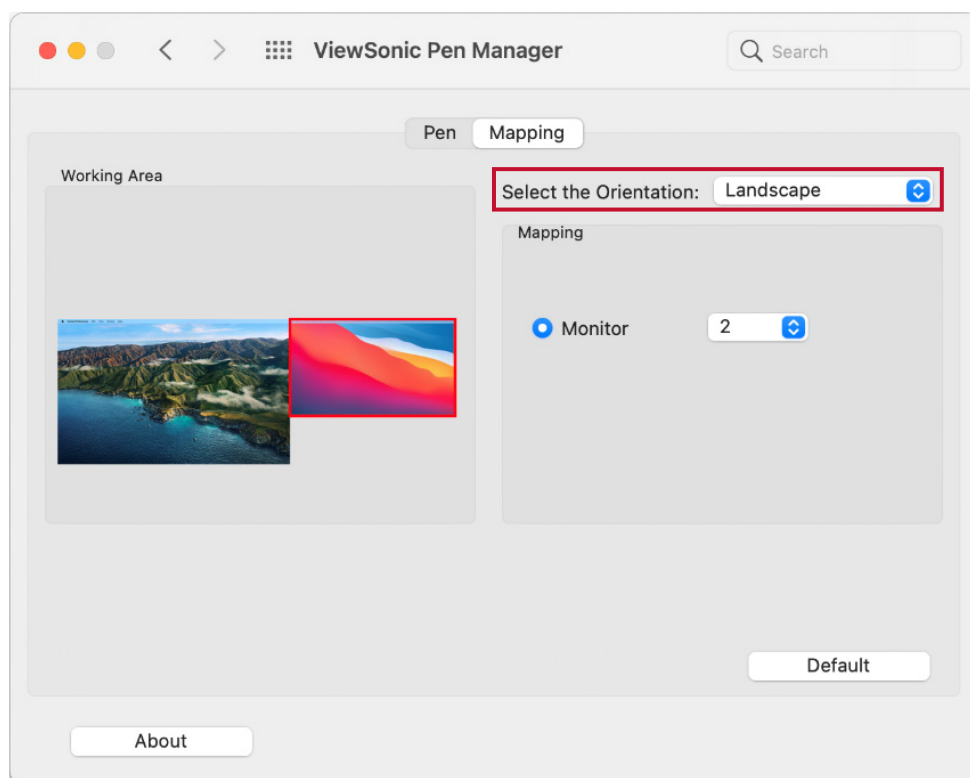 ViewSonic Pen Manager
Search
Pen
Mapping
Working Area
Select the Orientation: Landscape
Mapping
Monitor 2
Default
About